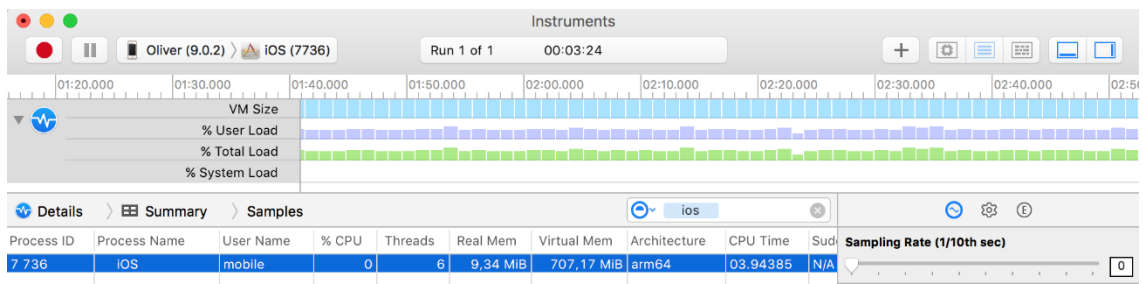 Instruments
Oliver (9.0.2) iOS (7736) Run 1 of 1 00:03:24
01:20.000 01:30.000 01:40.000 01:50.000 02:00.000 02:10.000 02:20.000 02:30.000 02:40.000 02:50
VM Size
% User Load
% Total Load
% System Load
Details Summary Samples ios E
Process ID Process Name User Name % CPU Threads Real Mem Virtual Mem Architecture CPU Time Sud Sampling Rate (1/10th sec)
7 736 iOS mobile 0 6 9,34 MiB 707,17 MiB arm64 03.94385 N/A 0